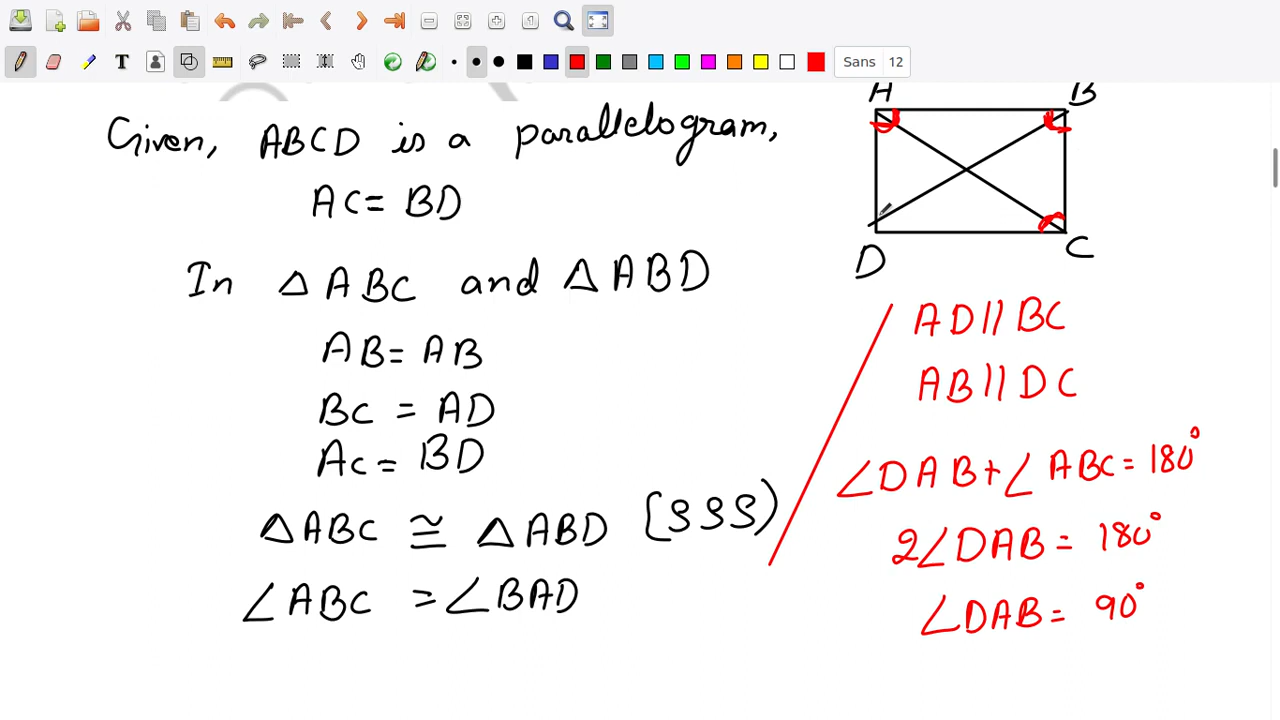 T
1
Sans 12
Given, ABCD is a parallelogram,
AC = BD
In △ ABC and △ ABD
AB = AB
BC = AD
AC = BD
△ABC ≅ △ABD [SSS)
∠ABC = ∠BAD
A B
D C
AD || BC
AB || DC
∠DAB + ∠ABC = 180°
2∠DAB = 180°
∠DAB = 90°